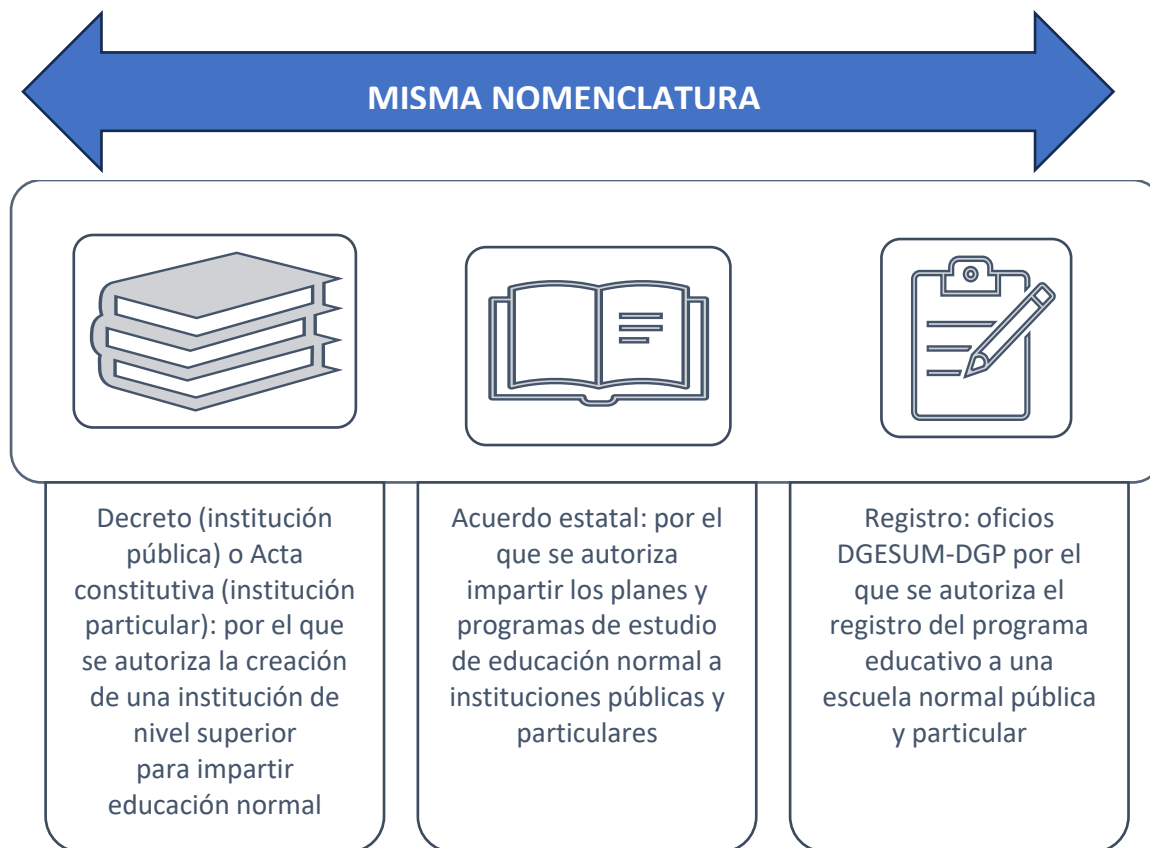 MISMA NOMENCLATURA
Decreto (institución
pública) o Acta
constitutiva (institución
particular): por el que
se autoriza la creación
de una institución de
nivel superior
para impartir
educación normal
Acuerdo estatal: por el
que se autoriza
impartir los planes y
programas de estudio
de educación normal a
instituciones públicas y
particulares
Registro: oficios
DGESUM-DGP por el
que se autoriza el
registro del programa
educativo a una
escuela normal pública
y particular